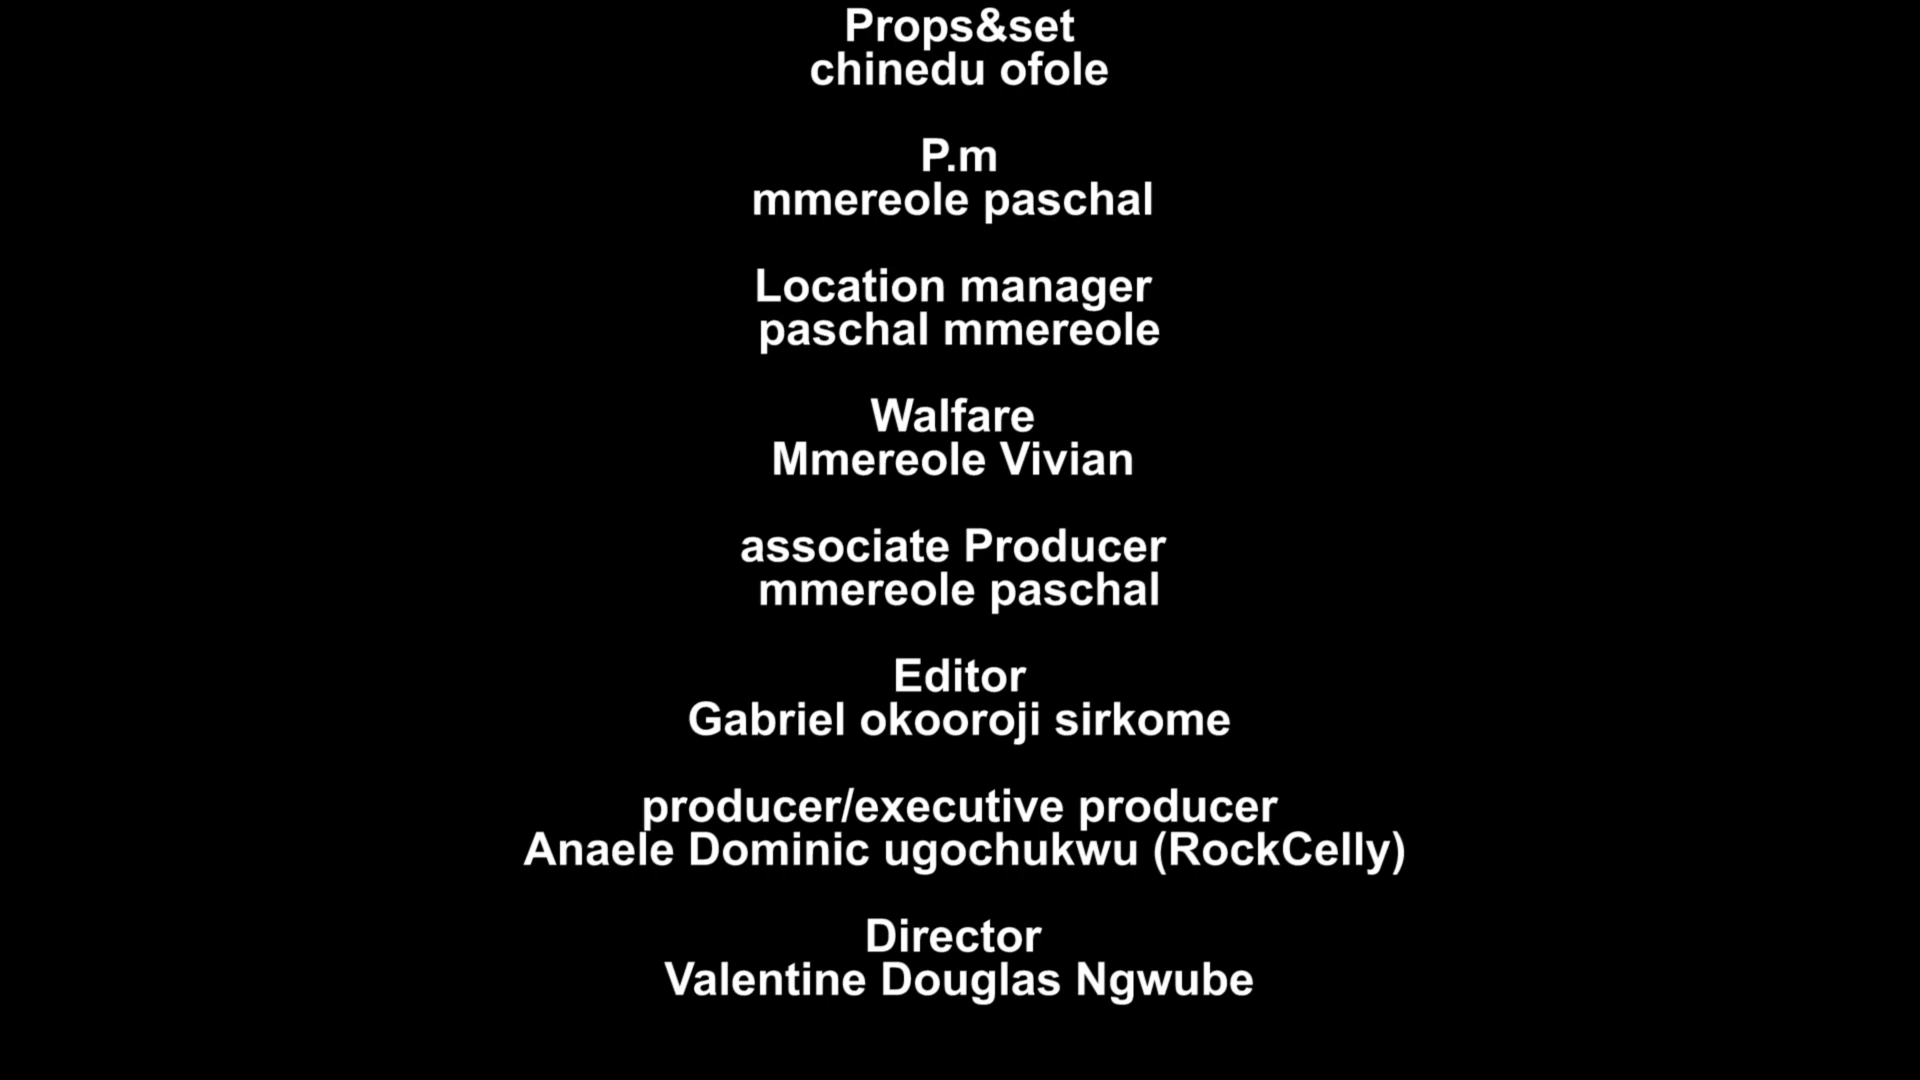 Props&set
chinedu ofole
P.m
mmereole paschal
Location manager
paschal mmereole
Walfare
Mmereole Vivian
associate Producer
mmereole paschal
Editor
Gabriel okooroji sirkome
producer/executive producer
Anaele Dominic ugochukwu (RockCelly)
Director
Valentine Douglas Ngwube